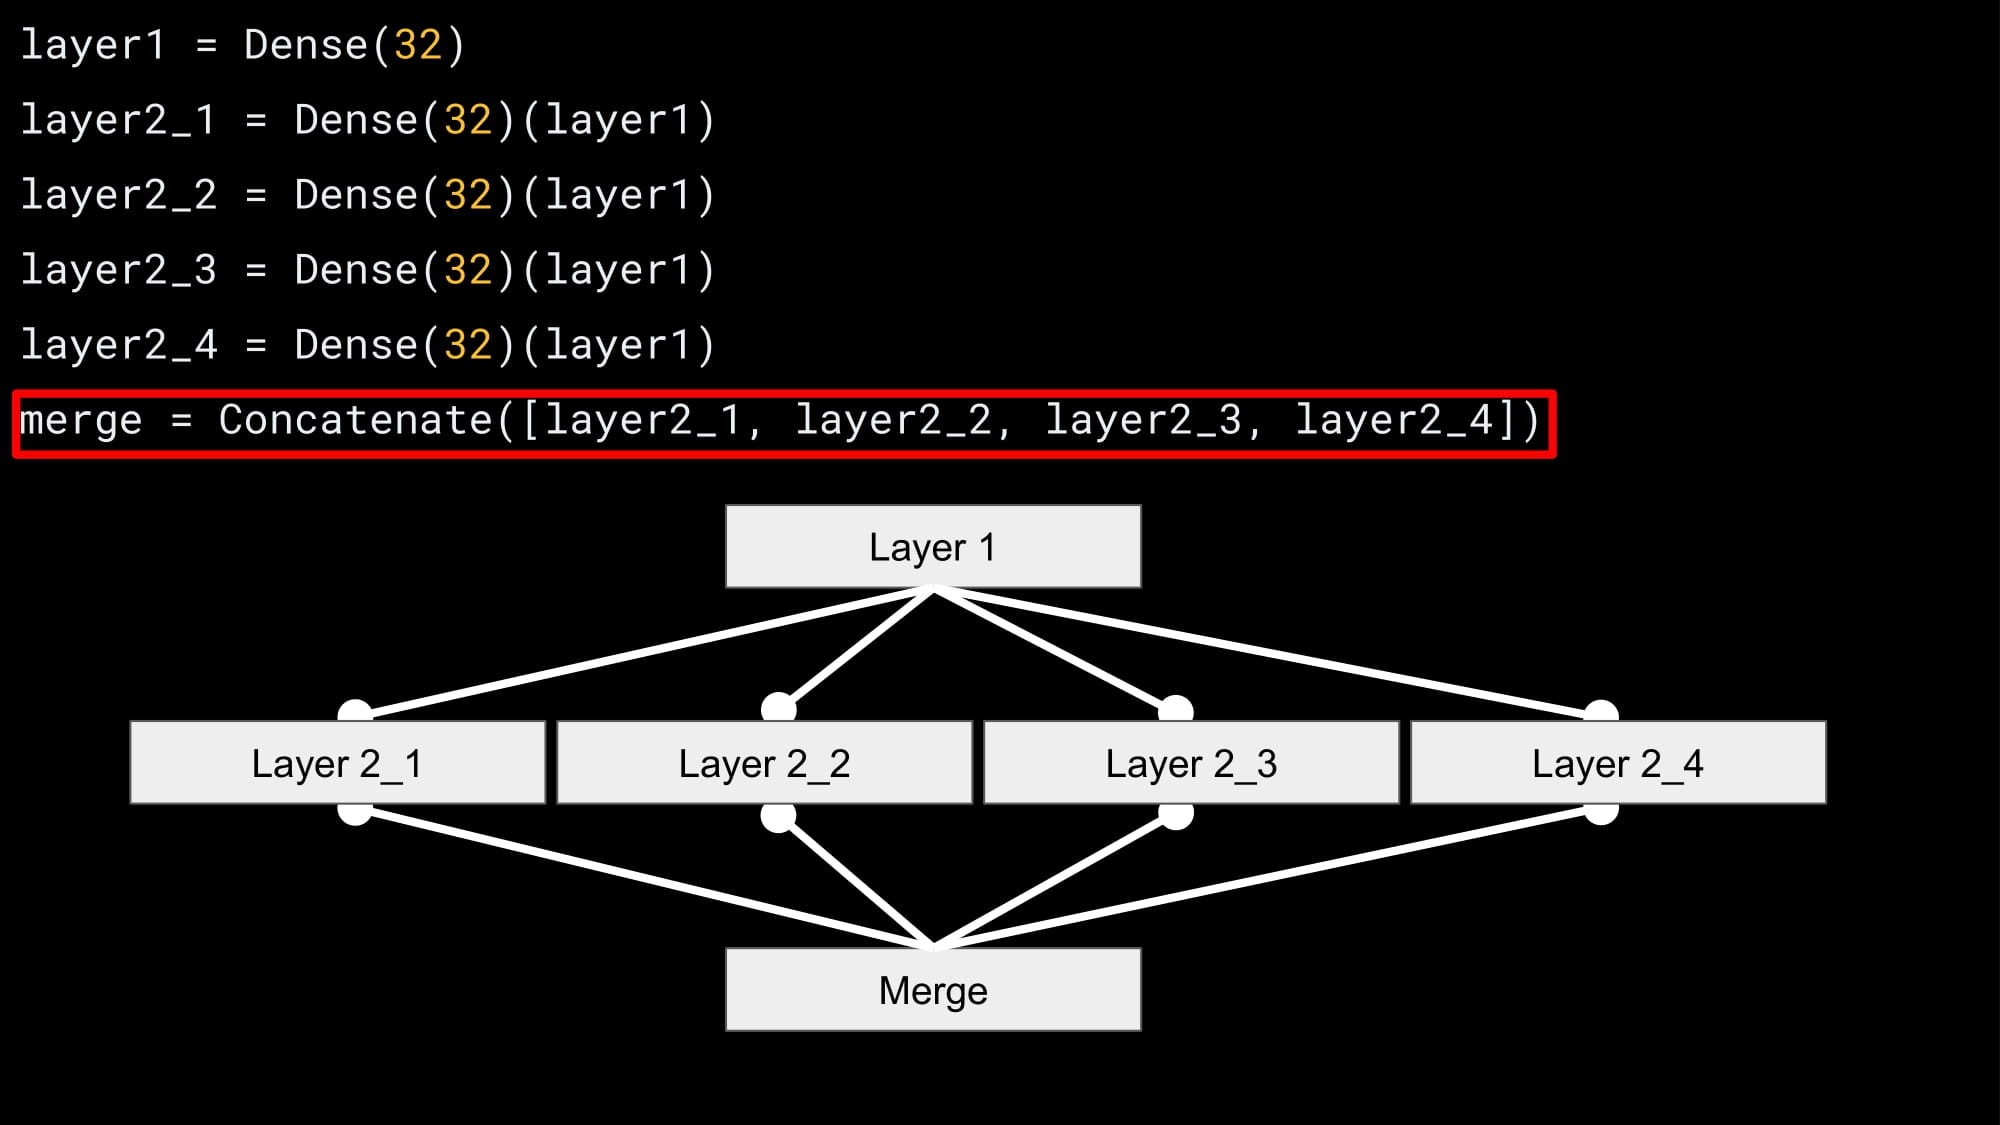 layer1 = Dense(32)
layer2_1 = Dense(32)(layer1)
layer2_2 = Dense(32)(layer1)
layer2_3 = Dense(32)(layer1)
layer2_4 = Dense(32)(layer1)
merge = Concatenate([layer2_1, layer2_2, layer2_3, layer2_4])
Layer 1
Layer 2_1
Layer 2_2
Layer 2_3
Layer 2_4
Merge